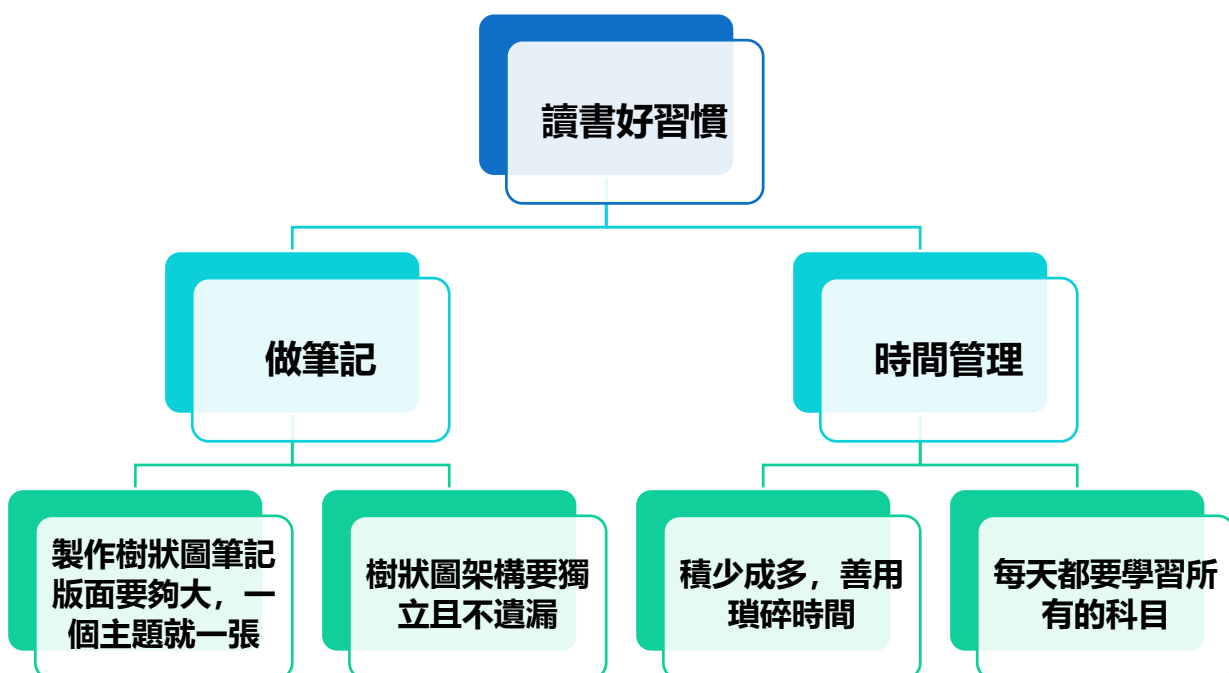 讀書好習慣
做筆記
時間管理
製作樹狀圖筆記
版面要夠大，一
個主題就一張
樹狀圖架構要獨
立且不遺漏
積少成多，善用
瑣碎時間
每天都要學習所
有的科目